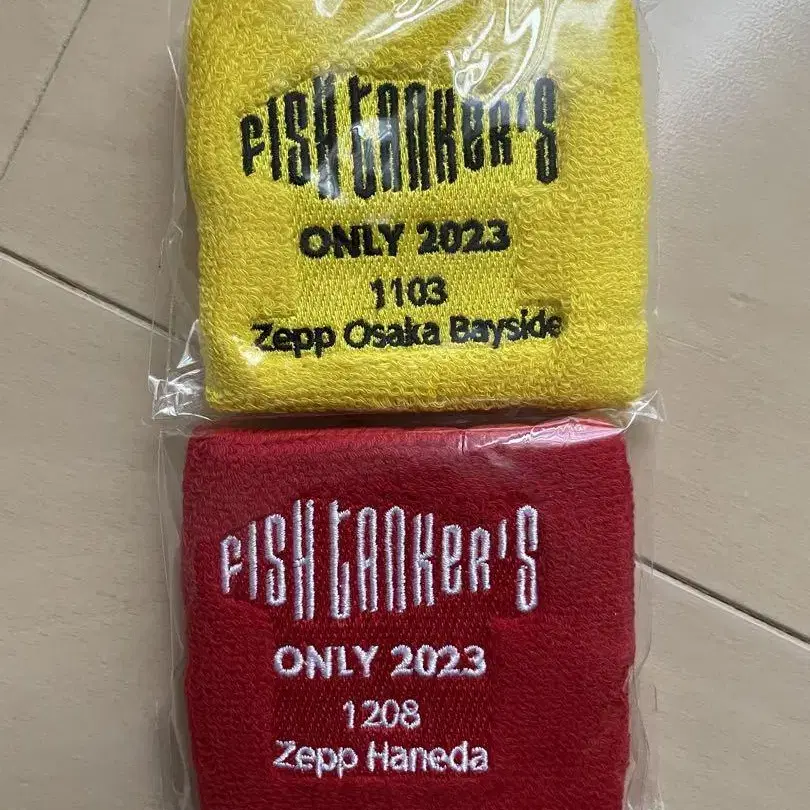 FISH TANKER'S
ONLY 2023
1103
Zepp Osaka Bayside
FISH TANKER'S
ONLY 2023
1208
Zepp Haneda